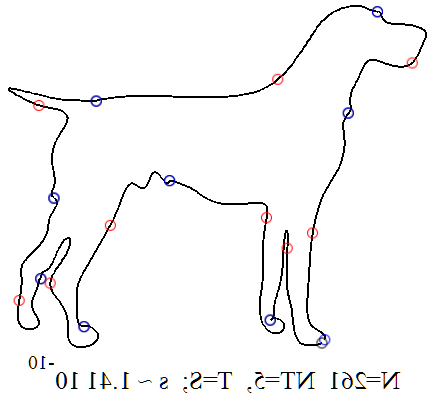 N=261 NT=5, T=S; s ~ 1.41 10⁻¹⁰